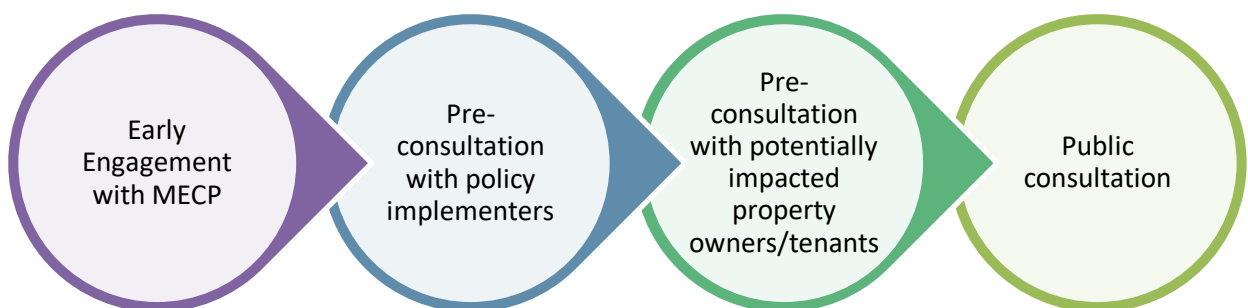 Early
Engagement
with MECP
Pre-
consultation
with policy
implementers
Pre-
consultation
with potentially
impacted
property
owners/tenants
Public
consultation